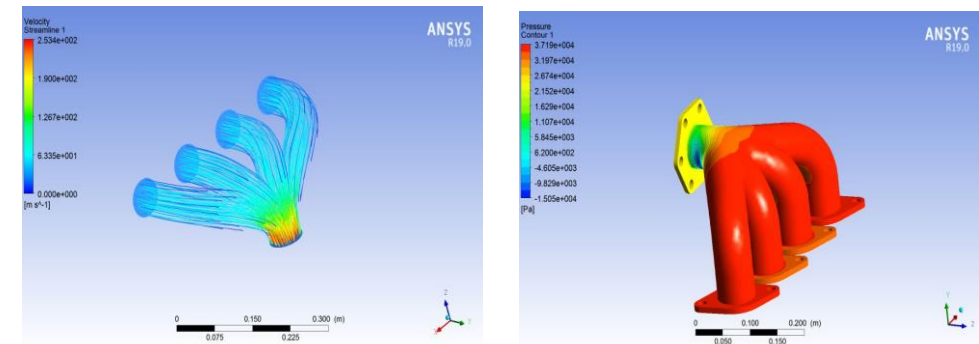 Velocity
Streamline 1
2.534e+002
1.900e+002
1.267e+002
6.335e+001
0.000e+000
[m s^-1]
ANSYS
R19.0
0 0.150 0.300 (m)
0.075 0.225
Z
X Y
Pressure
Contour 1
3.719e+004
3.197e+004
2.674e+004
2.152e+004
1.629e+004
1.107e+004
5.845e+003
6.200e+002
-4.605e+003
-9.829e+003
-1.505e+004
[Pa]
ANSYS
R19.0
0 0.100 0.200 (m)
0.050 0.150
Y
Z